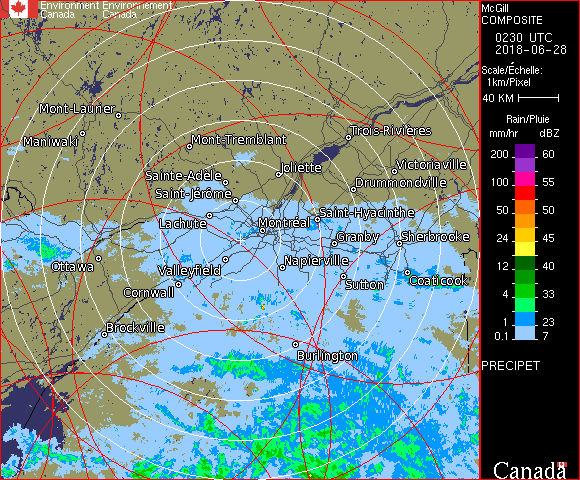 Environment Environnement
Canada Canada
McGill
COMPOSITE
0230 UTC
2018-06-28
Scale/Échelle:
1km/Pixel
40 KM
Rain/Pluie
mm/hr dBZ
200 60
55
100 55
50 50
24 45
12 40
4 33
1 23
0.1 7
PRECIPET
Canada
Mont-Laurier
Maniwaki
Mont-Tremblant
Trois-Rivières
Sainte-Adèle
Joliette
Victoriaville
Saint-Jérôme
Drummondville
Lachute
Montréal
Saint-Hyacinthe
Granby
Sherbrooke
Ottawa
Valleyfield
Napierville
Cornwall
Sutton
Coaticook
Brockville
Burlington